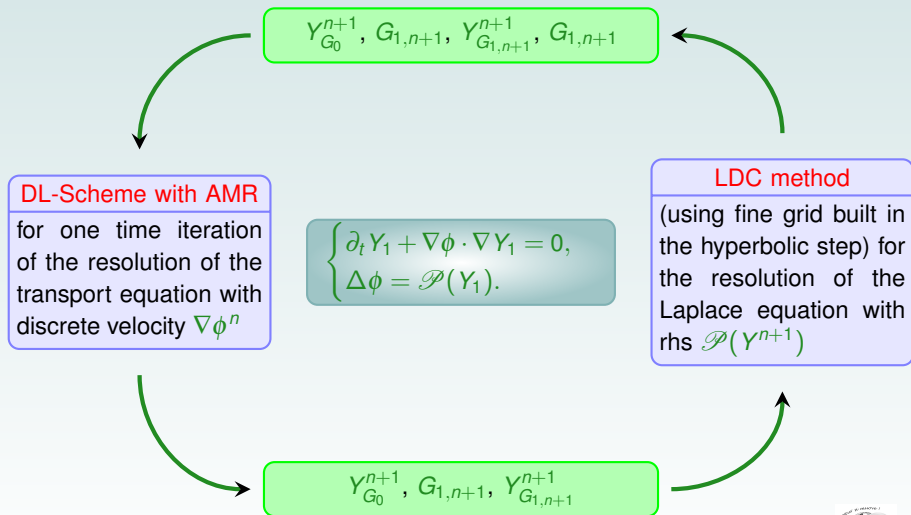 Y_{G_0}^{n+1}, G_{1,n+1}, Y_{G_{1,n+1}}^{n+1}, G_{1,n+1}
DL-Scheme with AMR
for one time iteration
of the resolution of the
transport equation with
discrete velocity ∇ϕ^n
{ ∂_t Y_1 + ∇ϕ · ∇Y_1 = 0,
Δϕ = 𝒫(Y_1).
LDC method
(using fine grid built in
the hyperbolic step) for
the resolution of the
Laplace equation with
rhs 𝒫(Y^{n+1})
Y_{G_0}^{n+1}, G_{1,n+1}, Y_{G_{1,n+1}}^{n+1}